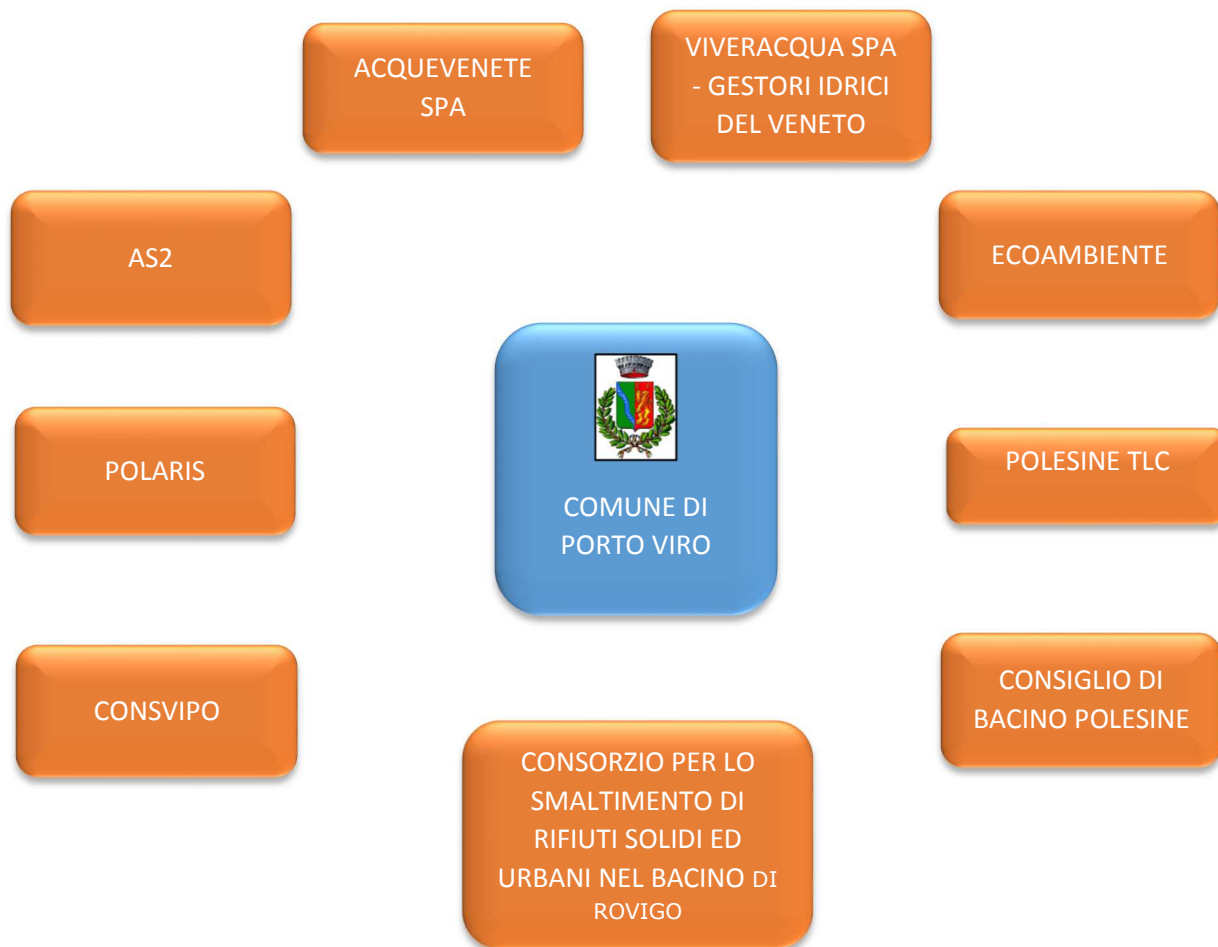 ACQUEVENETE
SPA
VIVERACQUA SPA
- GESTORI IDRICI
DEL VENETO
AS2
ECOAMBIENTE
POLARIS
COMUNE DI
PORTO VIRO
POLESINE TLC
CONSVIPO
CONSIGLIO DI
BACINO POLESINE
CONSORZIO PER LO
SMALTIMENTO DI
RIFIUTI SOLIDI ED
URBANI NEL BACINO DI
ROVIGO